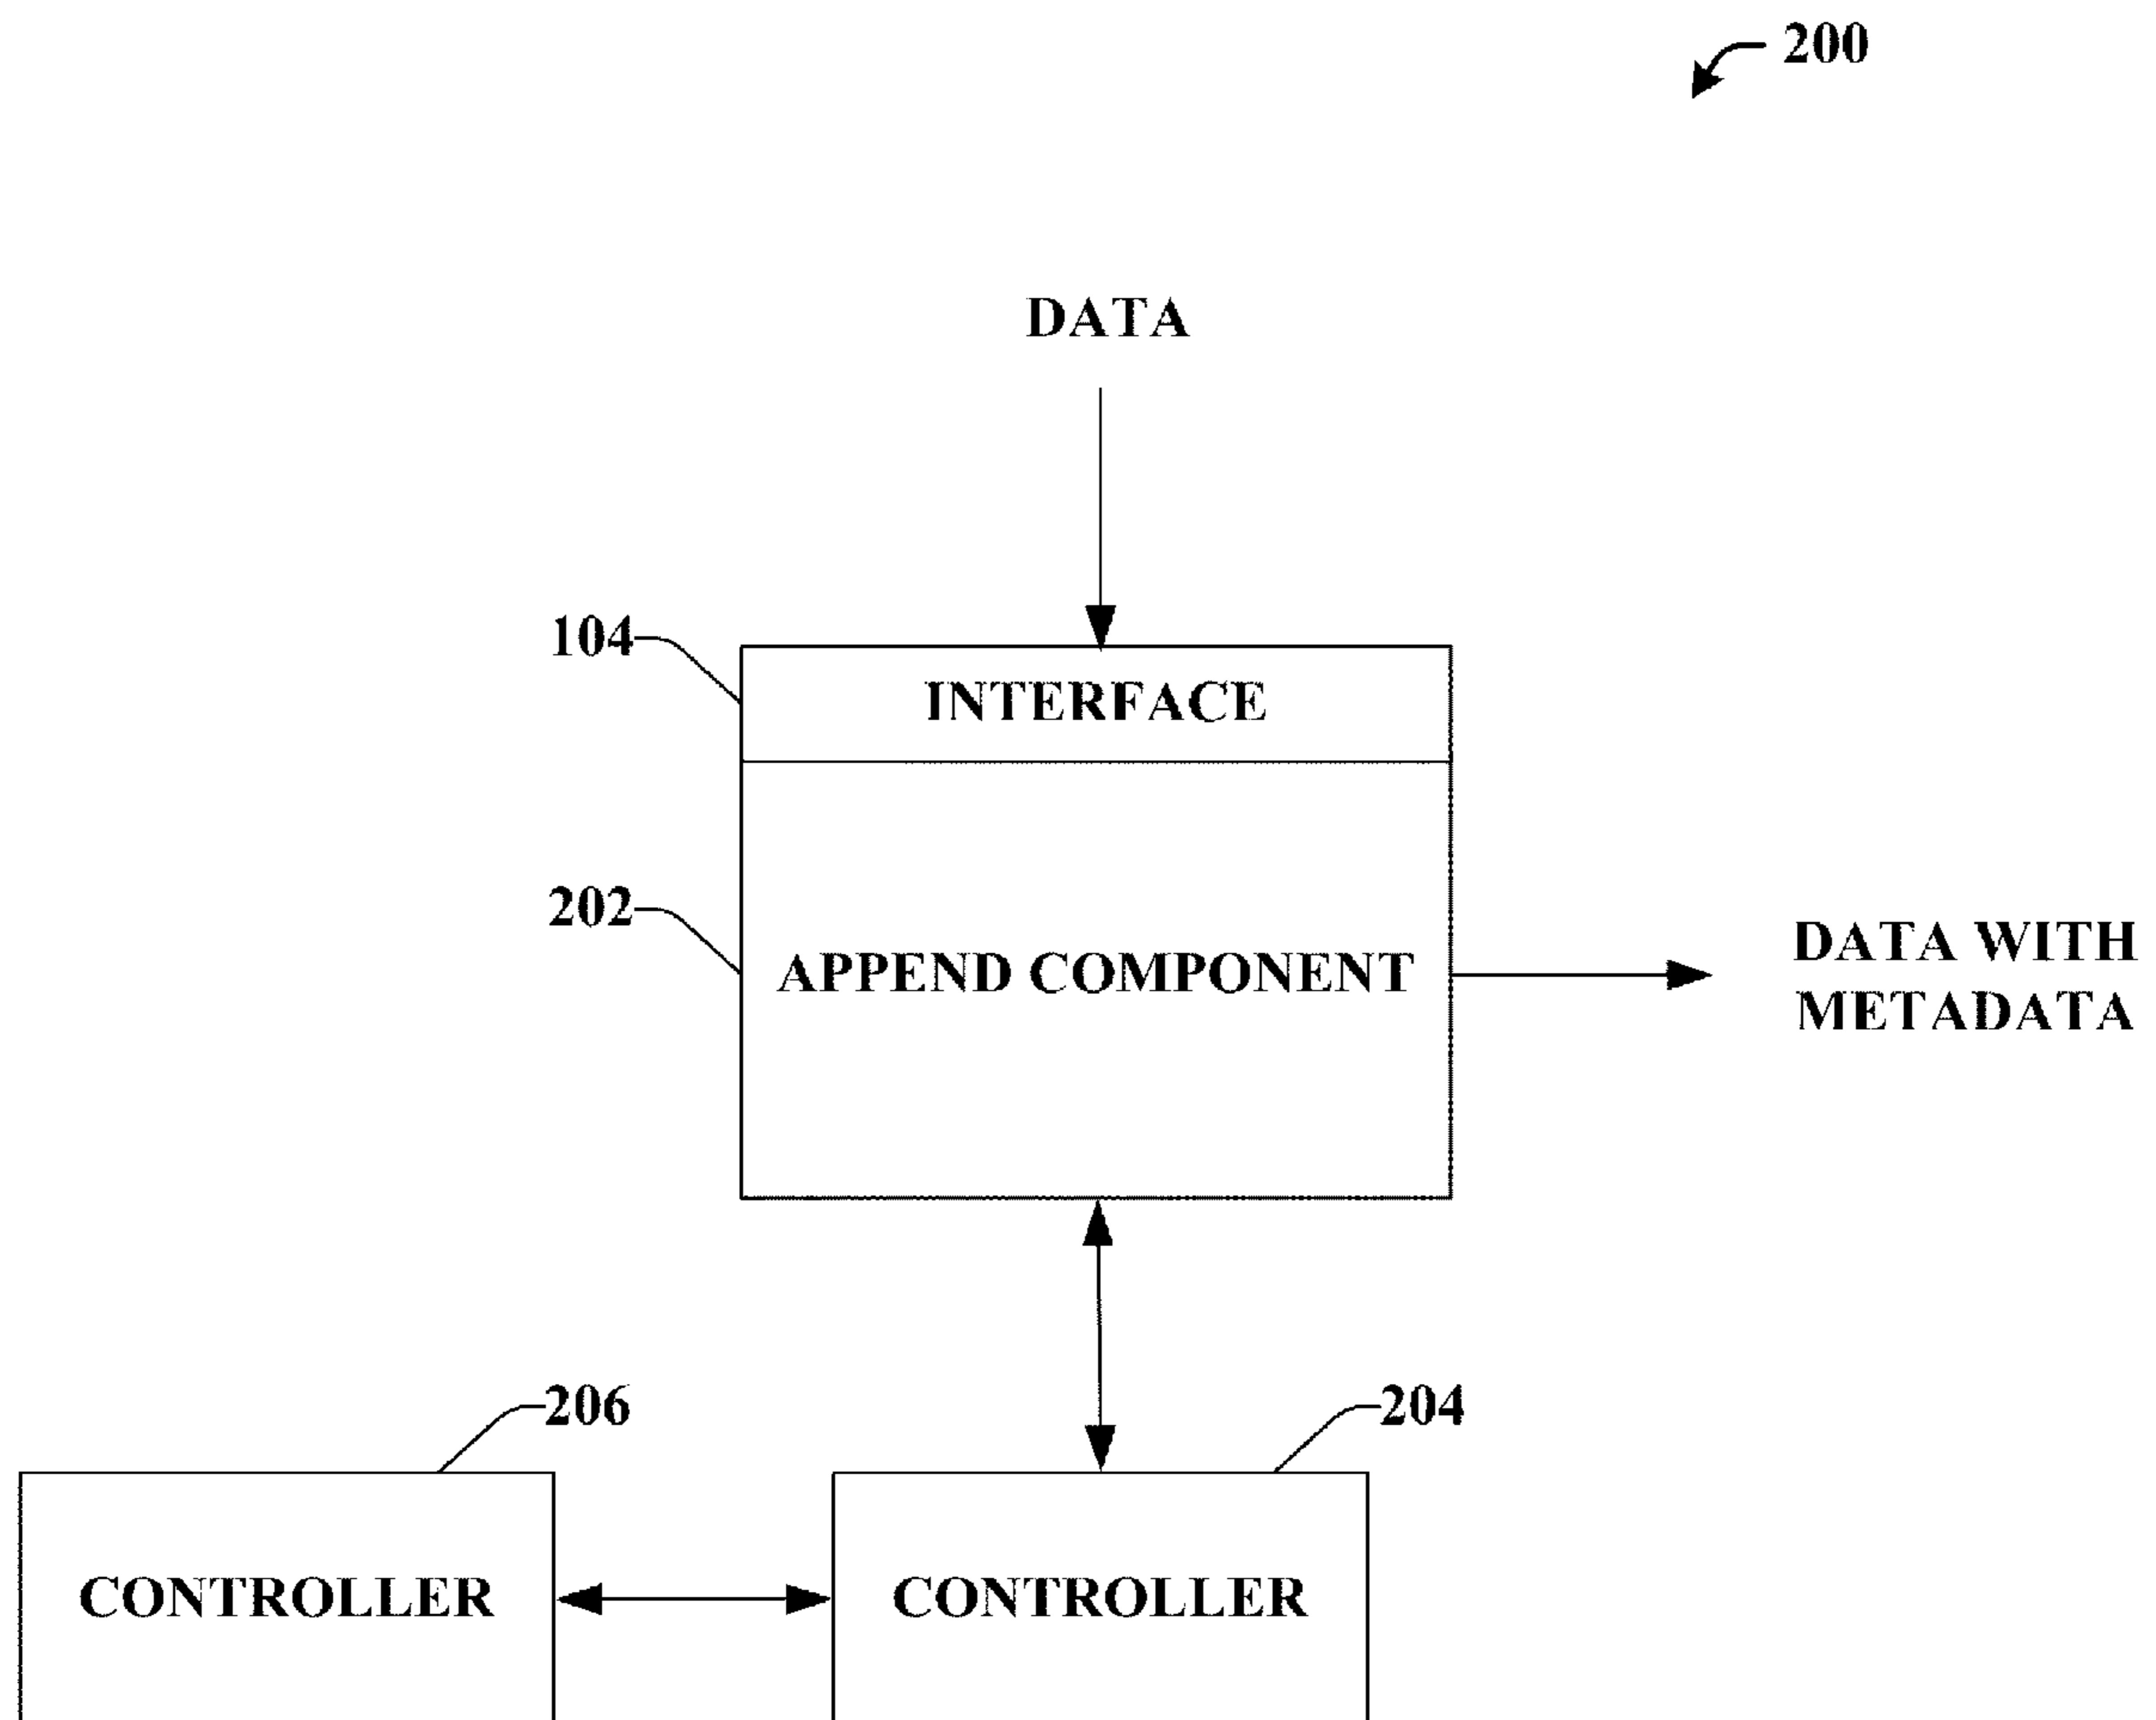 200
DATA
104
INTERFACE
202
APPEND COMPONENT
DATA WITH
METADATA
206
204
CONTROLLER
CONTROLLER